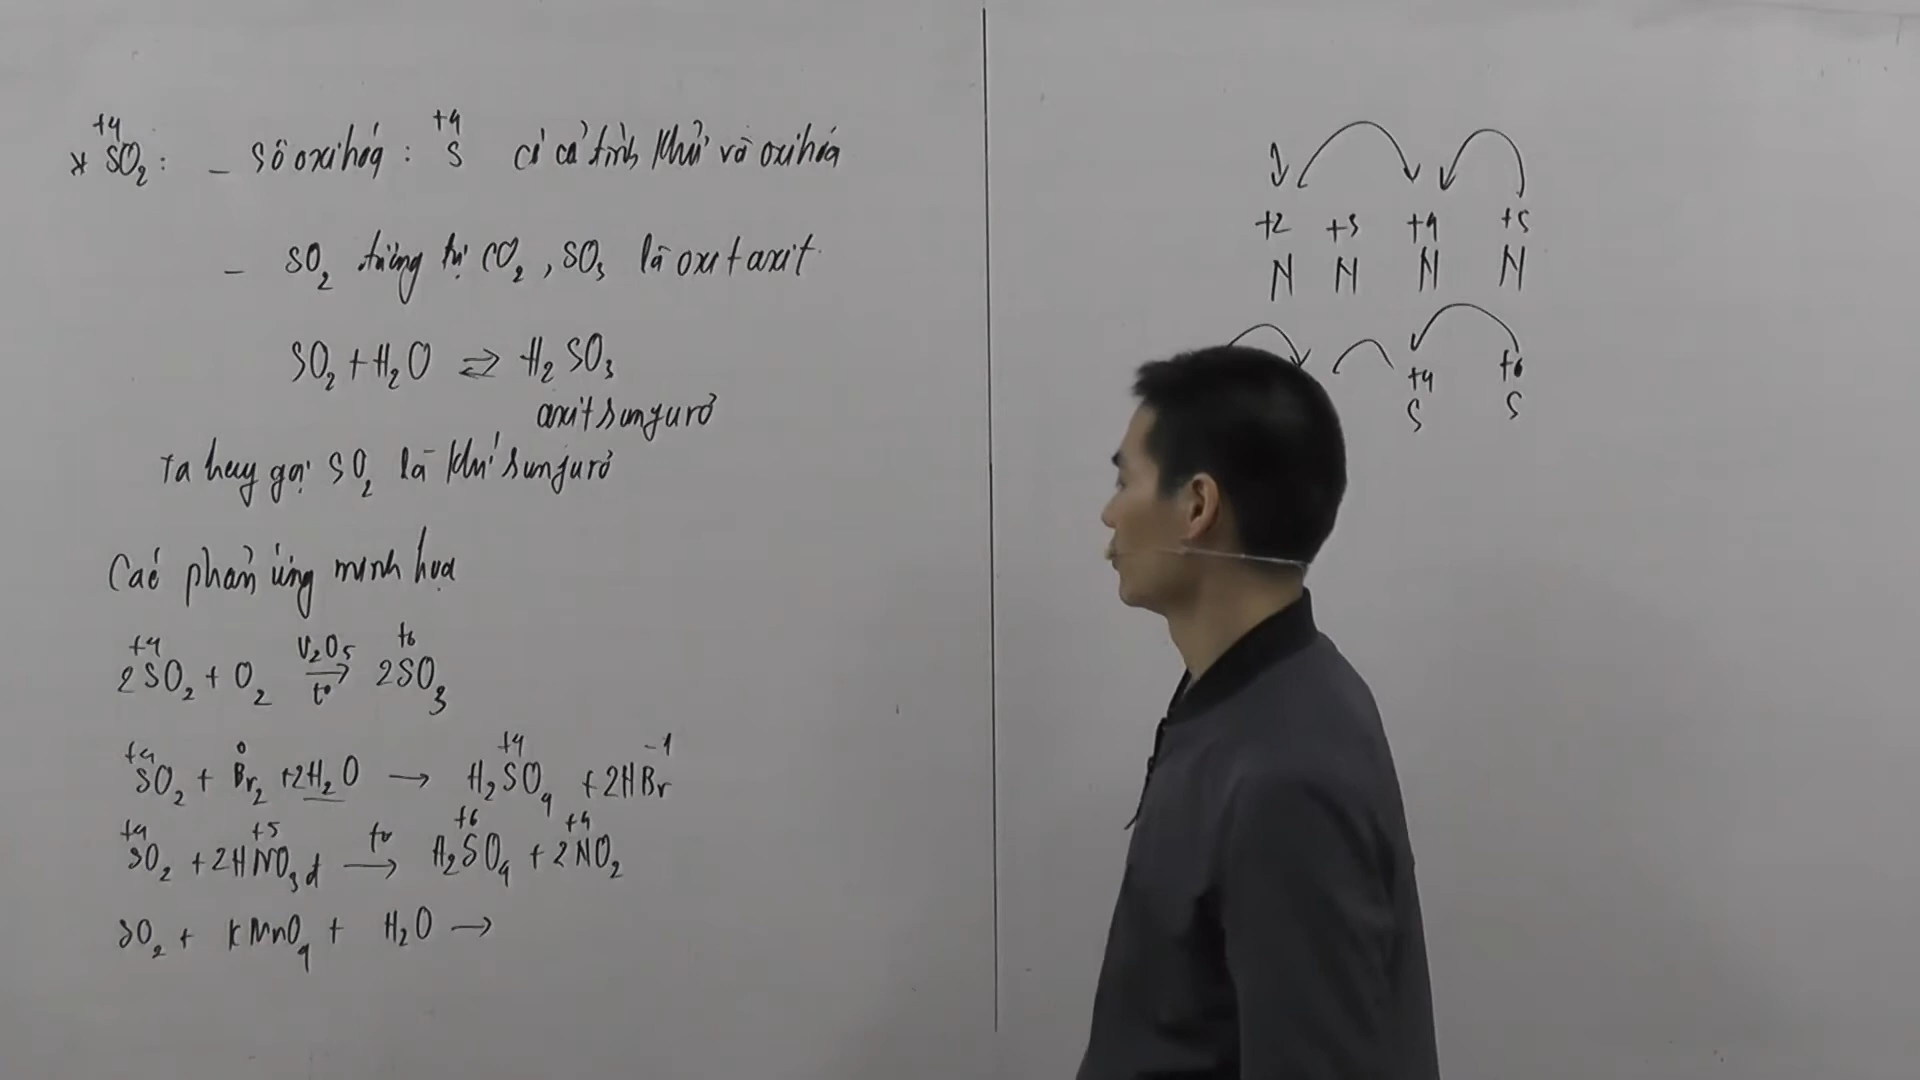 +4 +4
* SO₂: - Số oxi hóa: S có cả tính khử và oxi hóa
- SO₂ tương tự CO₂, SO₃ là oxit axit
SO₂ + H₂O ⇌ H₂SO₃
axit sunfurơ
Ta hay gọi SO₂ là khí sunfurơ
Các phản ứng minh họa
+4 V₂O₅ +6
2SO₂ + O₂ → 2SO₃
t°
+4 0 +4 -1
SO₂ + Br₂ + 2H₂O → H₂SO₄ + 2HBr
+4 +5 t° +6 +4
SO₂ + 2HNO₃ đ → H₂SO₄ + 2NO₂
SO₂ + KMnO₄ + H₂O →
+2 +3 +4 +5
N N N N
+4 +6
S S